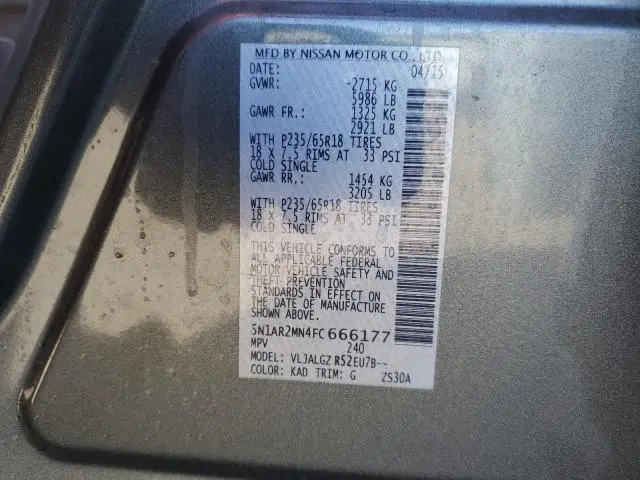 MFD BY NISSAN MOTOR CO., LTD
DATE: 04/15
GVWR: 2715 KG
5986 LB
GAWR FR.: 1325 KG
2921 LB
WITH P235/65R18 TIRES
18 X 7.5 RIMS AT 33 PSI
COLD SINGLE
GAWR RR.: 1454 KG
3205 LB
WITH P235/65R18 TIRES
18 X 7.5 RIMS AT 33 PSI
COLD SINGLE
THIS VEHICLE CONFORMS TO
ALL APPLICABLE FEDERAL
MOTOR VEHICLE SAFETY AND
THEFT PREVENTION
STANDARDS IN EFFECT ON
THE DATE OF MANUFACTURE
SHOWN ABOVE.
5N1AR2MN4FC666177
MPV 240
MODEL: VLJALGZ R52EU7B--
COLOR: KAD TRIM: G ZS30A